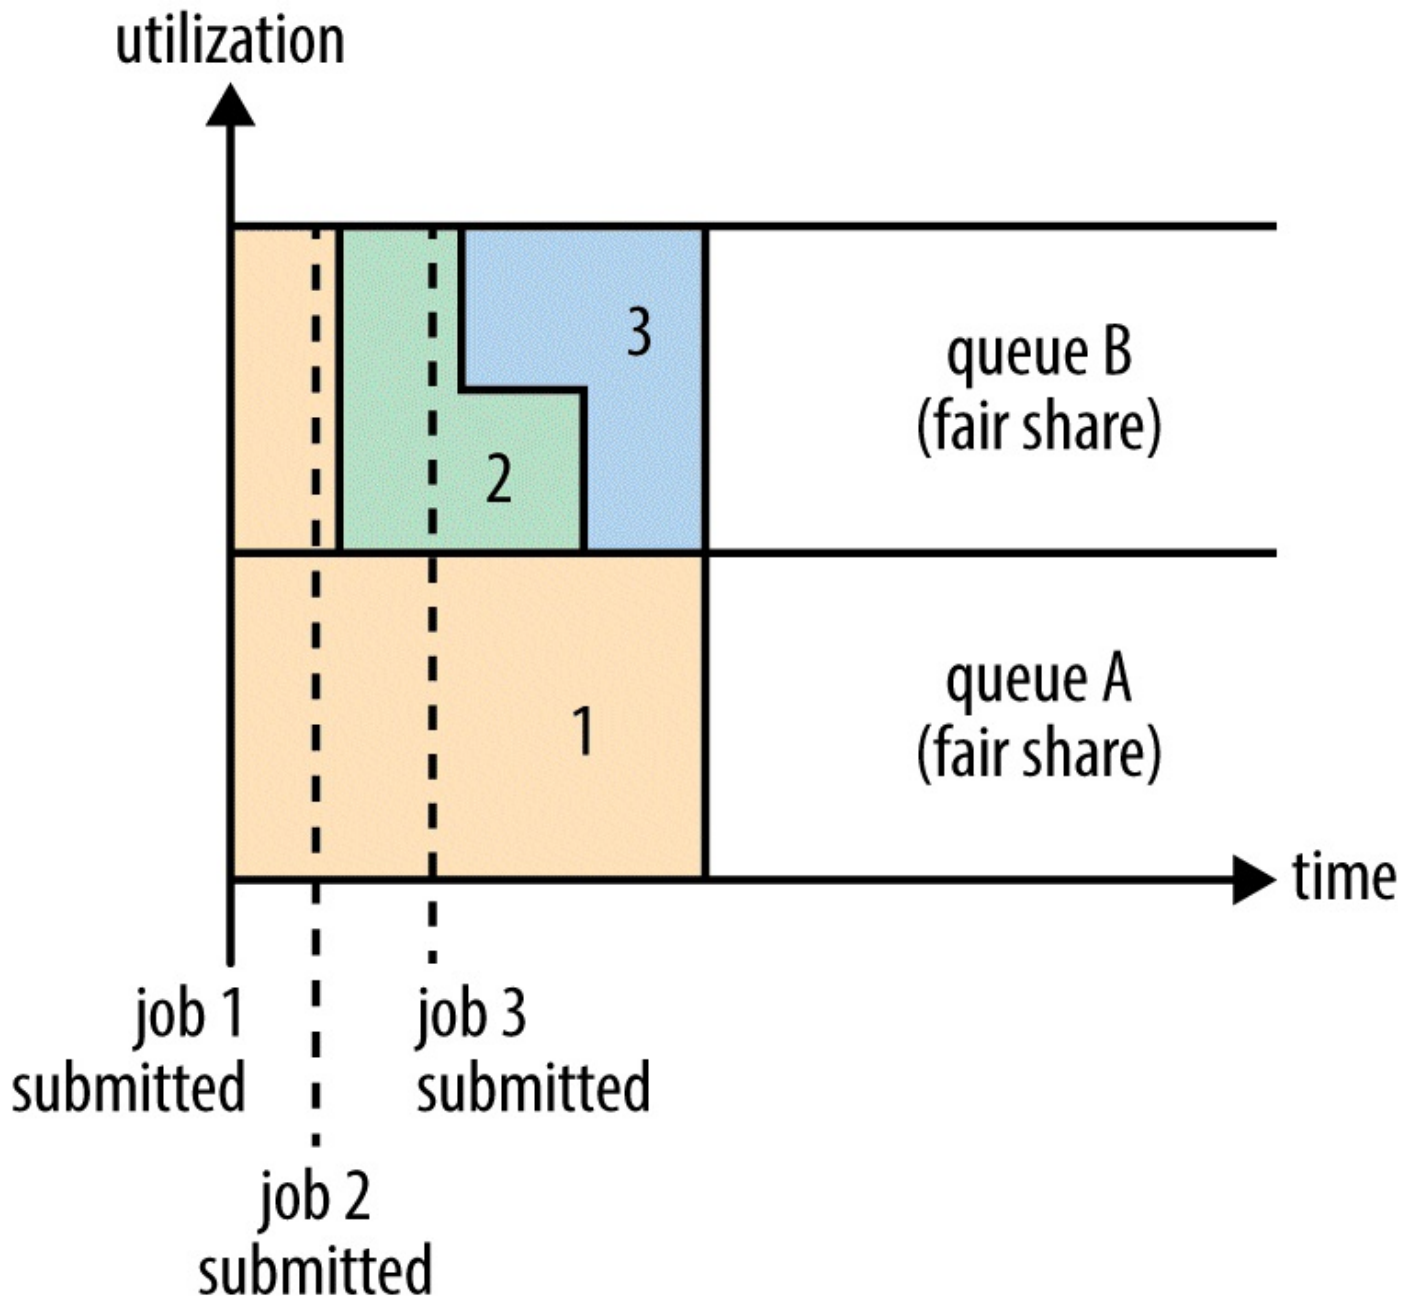 utilization
3
queue B
(fair share)
2
queue A
(fair share)
1
time
job 1
submitted
job 3
submitted
job 2
submitted